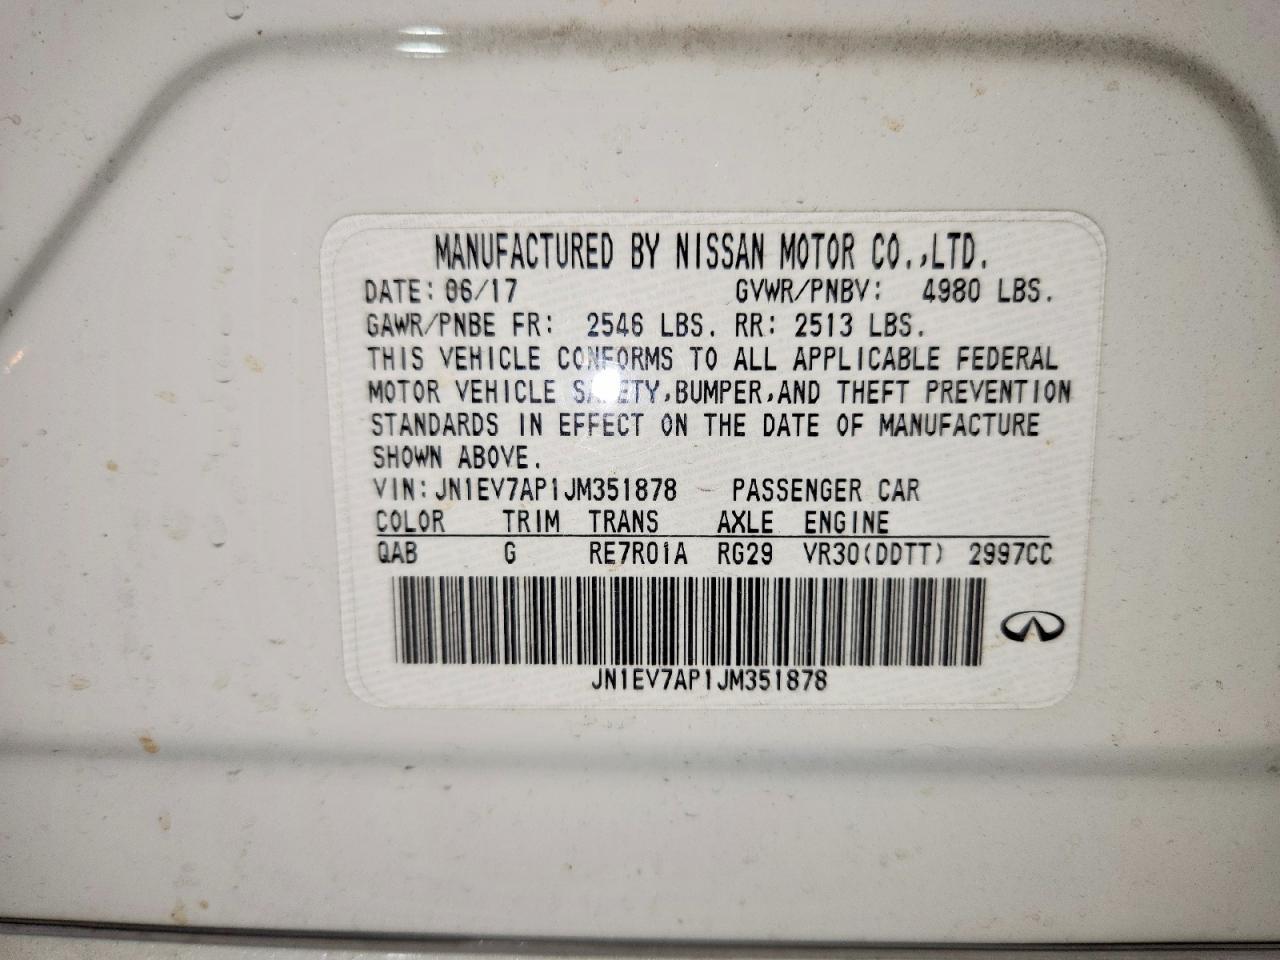 MANUFACTURED BY NISSAN MOTOR CO.,LTD.
DATE: 06/17 GVWR/PNBV: 4980 LBS.
GAWR/PNBE FR: 2546 LBS. RR: 2513 LBS.
THIS VEHICLE CONFORMS TO ALL APPLICABLE FEDERAL
MOTOR VEHICLE SAFETY,BUMPER,AND THEFT PREVENTION
STANDARDS IN EFFECT ON THE DATE OF MANUFACTURE
SHOWN ABOVE.
VIN: JN1EV7AP1JM351878 PASSENGER CAR
COLOR TRIM TRANS AXLE ENGINE
QAB G RE7R01A RG29 VR30(DDTT) 2997CC
JN1EV7AP1JM351878